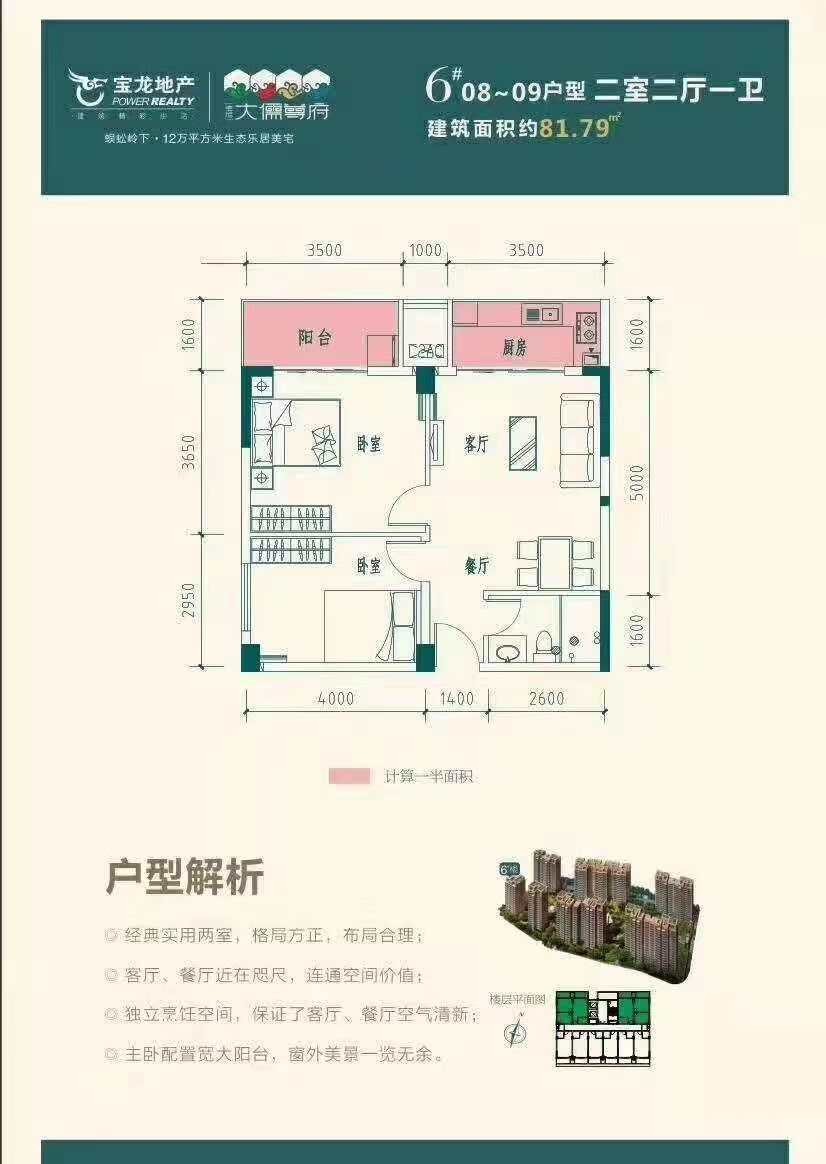 宝龙地产
POWER REALTY
建筑精彩生活
大儒尊府
蜈蚣岭下·12万平方米生态乐居美宅
6#08~09户型 二室二厅一卫
建筑面积约81.79㎡
3500 1000 3500
1600 1600
阳台
厨房
3650
卧室
客厅
5000
2950
卧室
餐厅
1600
4000 1400 2600
计算一半面积
户型解析
◎ 经典实用两室，格局方正，布局合理；
◎ 客厅、餐厅近在咫尺，连通空间价值；
◎ 独立烹饪空间，保证了客厅、餐厅空气清新；
◎ 主卧配置宽大阳台，窗外美景一览无余。
6#楼
楼层平面图
N